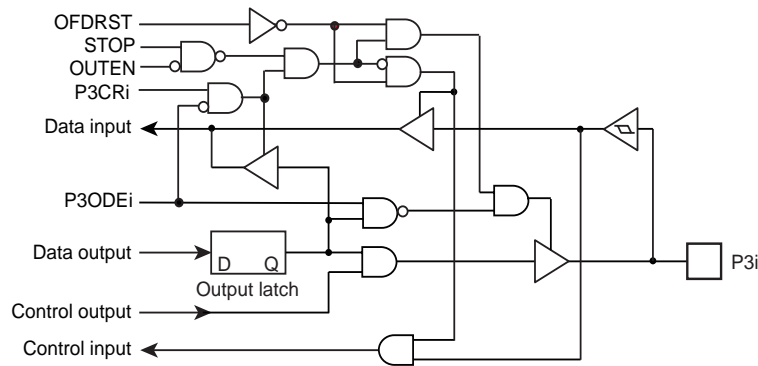 OFDRST
STOP
OUTEN
P3CRi
Data input
P3ODEi
Data output
D Q
Output latch
P3i
Control output
Control input